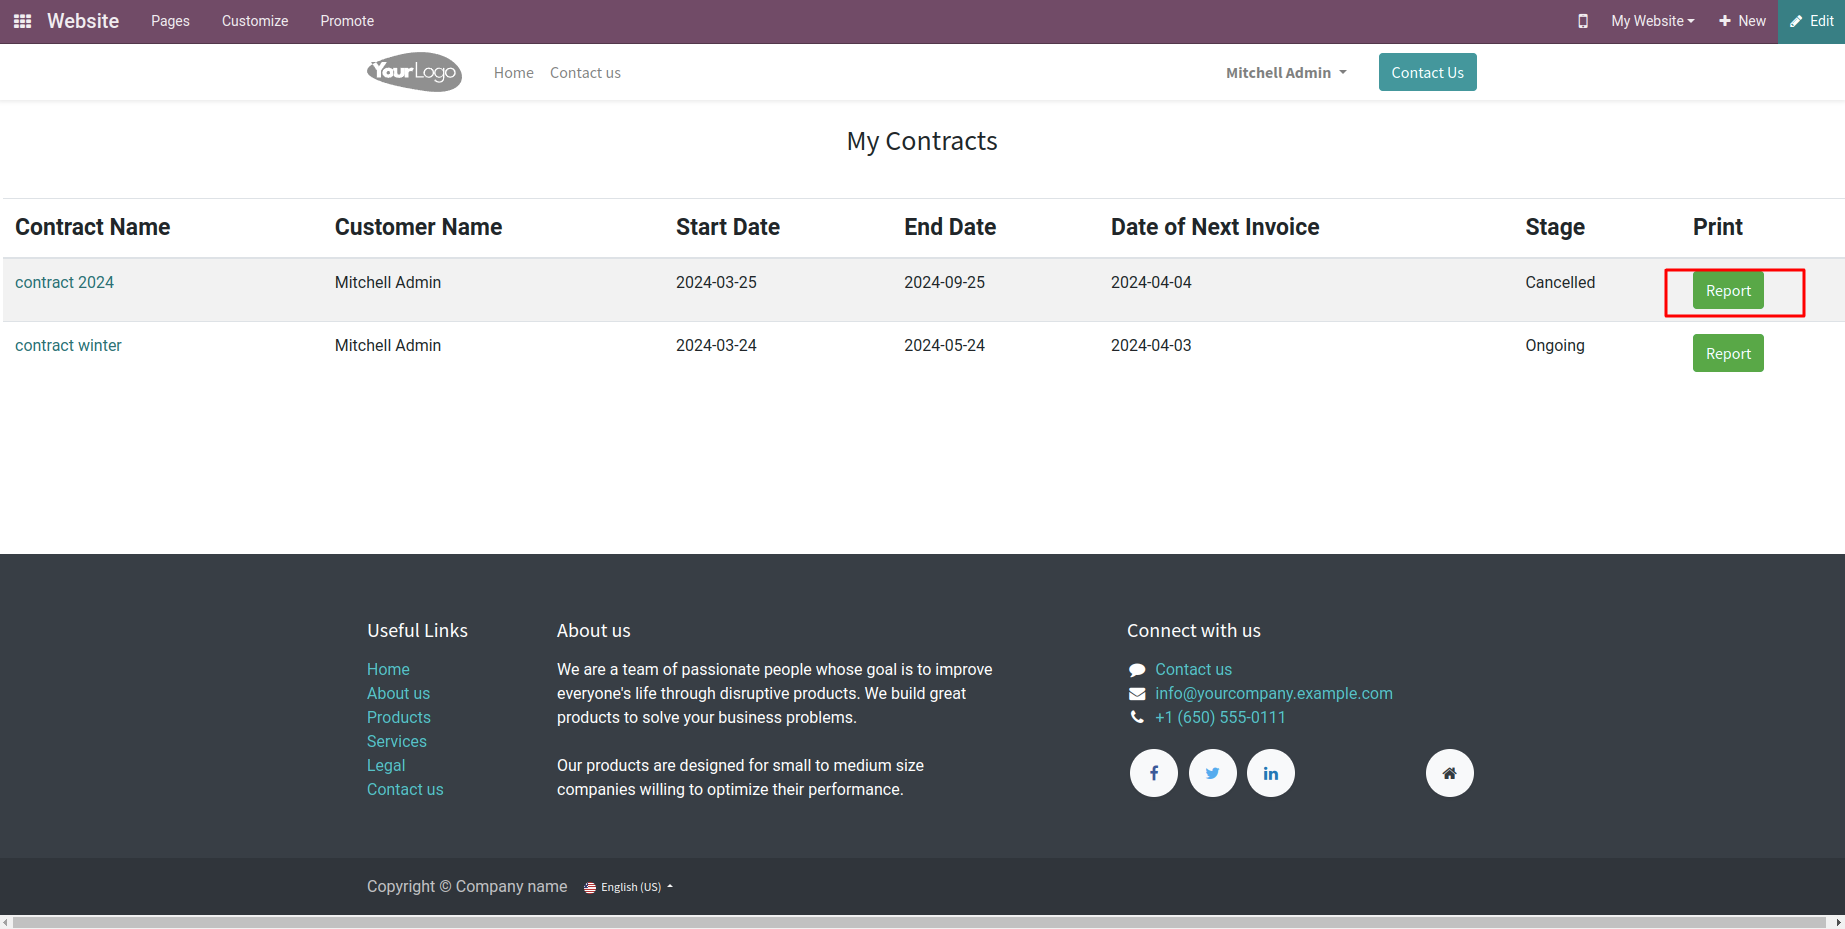 Website Pages Customize Promote My Website New Edit
YourLogo Home Contact us Mitchell Admin Contact Us
My Contracts
Contract Name Customer Name Start Date End Date Date of Next Invoice Stage Print
contract 2024 Mitchell Admin 2024-03-25 2024-09-25 2024-04-04 Cancelled Report
contract winter Mitchell Admin 2024-03-24 2024-05-24 2024-04-03 Ongoing Report
Useful Links
Home
About us
Products
Services
Legal
Contact us
About us
We are a team of passionate people whose goal is to improve
everyone's life through disruptive products. We build great
products to solve your business problems.
Our products are designed for small to medium size
companies willing to optimize their performance.
Connect with us
Contact us
info@yourcompany.example.com
+1 (650) 555-0111
Copyright © Company name English (US)